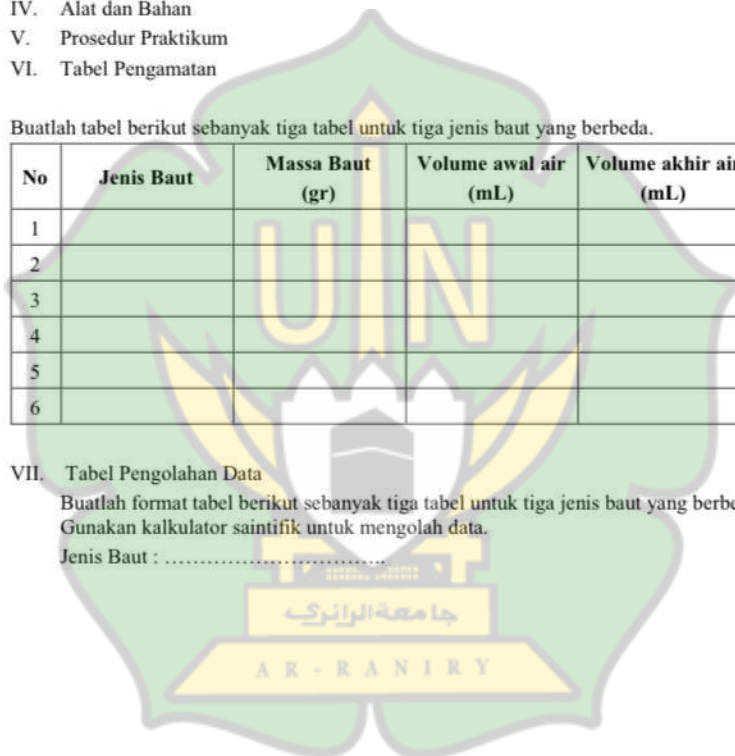 IV. Alat dan Bahan
V. Prosedur Praktikum
VI. Tabel Pengamatan
Buatlah tabel berikut sebanyak tiga tabel untuk tiga jenis baut yang berbeda.
No Jenis Baut Massa Baut (gr) Volume awal air (mL) Volume akhir air (mL)
1
2
3
4
5
6
VII. Tabel Pengolahan Data
Buatlah format tabel berikut sebanyak tiga tabel untuk tiga jenis baut yang berbe
Gunakan kalkulator saintifik untuk mengolah data.
Jenis Baut : ……………………………..
UIN
جامعة الرانري
AR-RANIRY